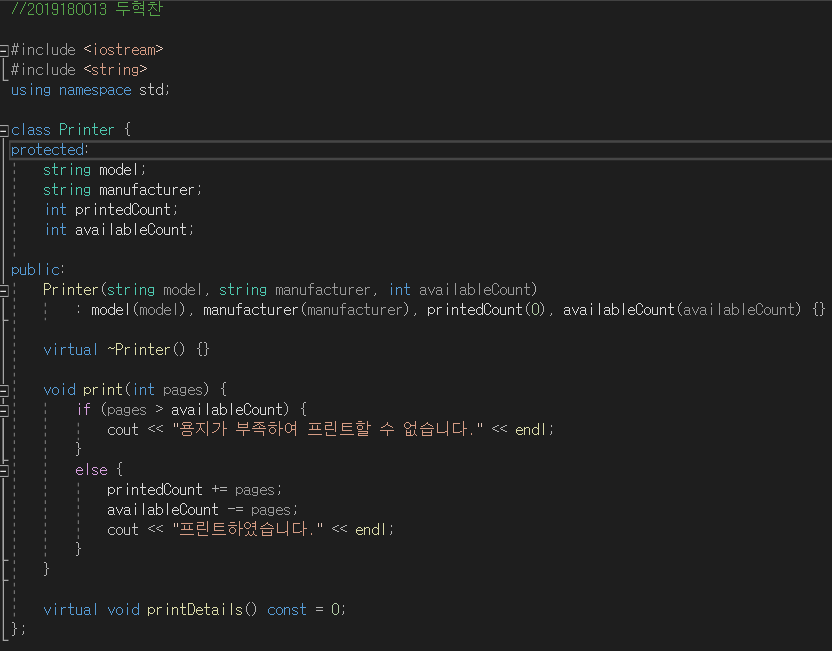 //2019180013 두혁찬
#include <iostream>
#include <string>
using namespace std;
class Printer {
protected:
string model;
string manufacturer;
int printedCount;
int availableCount;
public:
Printer(string model, string manufacturer, int availableCount)
: model(model), manufacturer(manufacturer), printedCount(0), availableCount(availableCount) {}
virtual ~Printer() {}
void print(int pages) {
if (pages > availableCount) {
cout << "용지가 부족하여 프린트할 수 없습니다." << endl;
}
else {
printedCount += pages;
availableCount -= pages;
cout << "프린트하였습니다." << endl;
}
}
virtual void printDetails() const = 0;
};